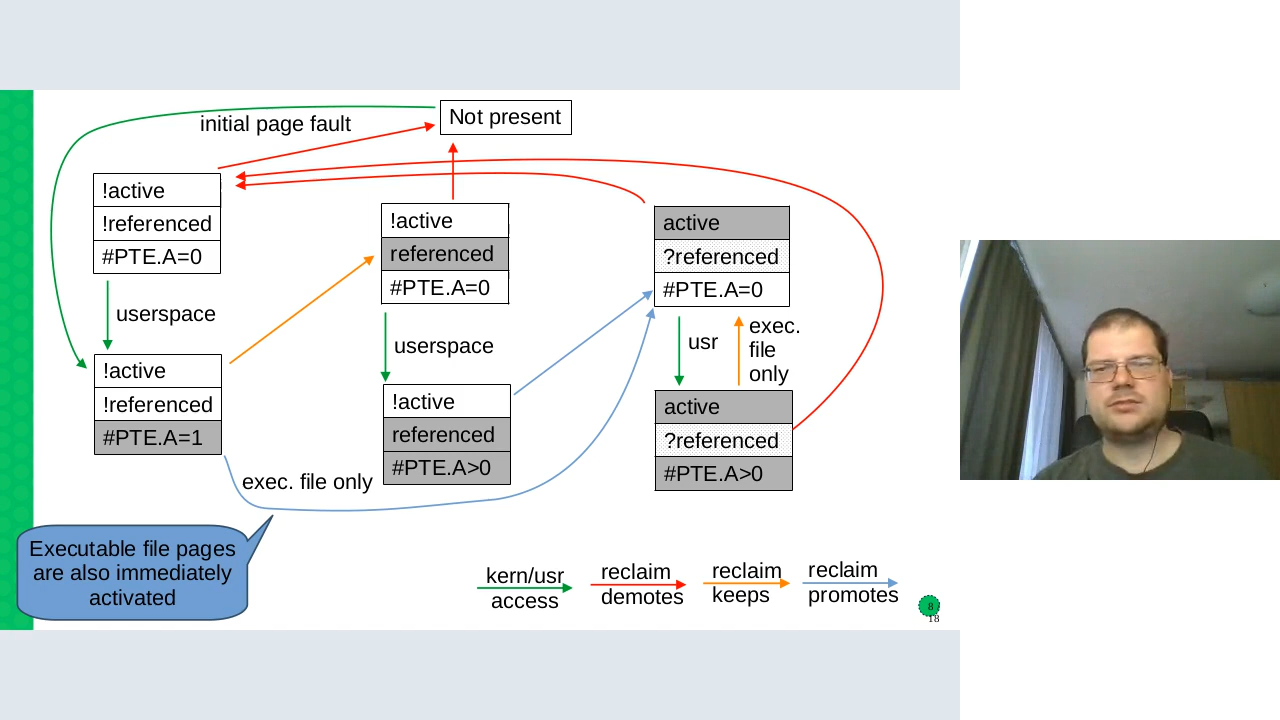 Not present
initial page fault
!active
!referenced
#PTE.A=0
!active
referenced
#PTE.A=0
active
?referenced
#PTE.A=0
userspace
userspace
usr
exec.
file
only
!active
!referenced
#PTE.A=1
!active
referenced
#PTE.A>0
active
?referenced
#PTE.A>0
exec. file only
Executable file pages
are also immediately
activated
kern/usr
access
reclaim
demotes
reclaim
keeps
reclaim
promotes
8
18